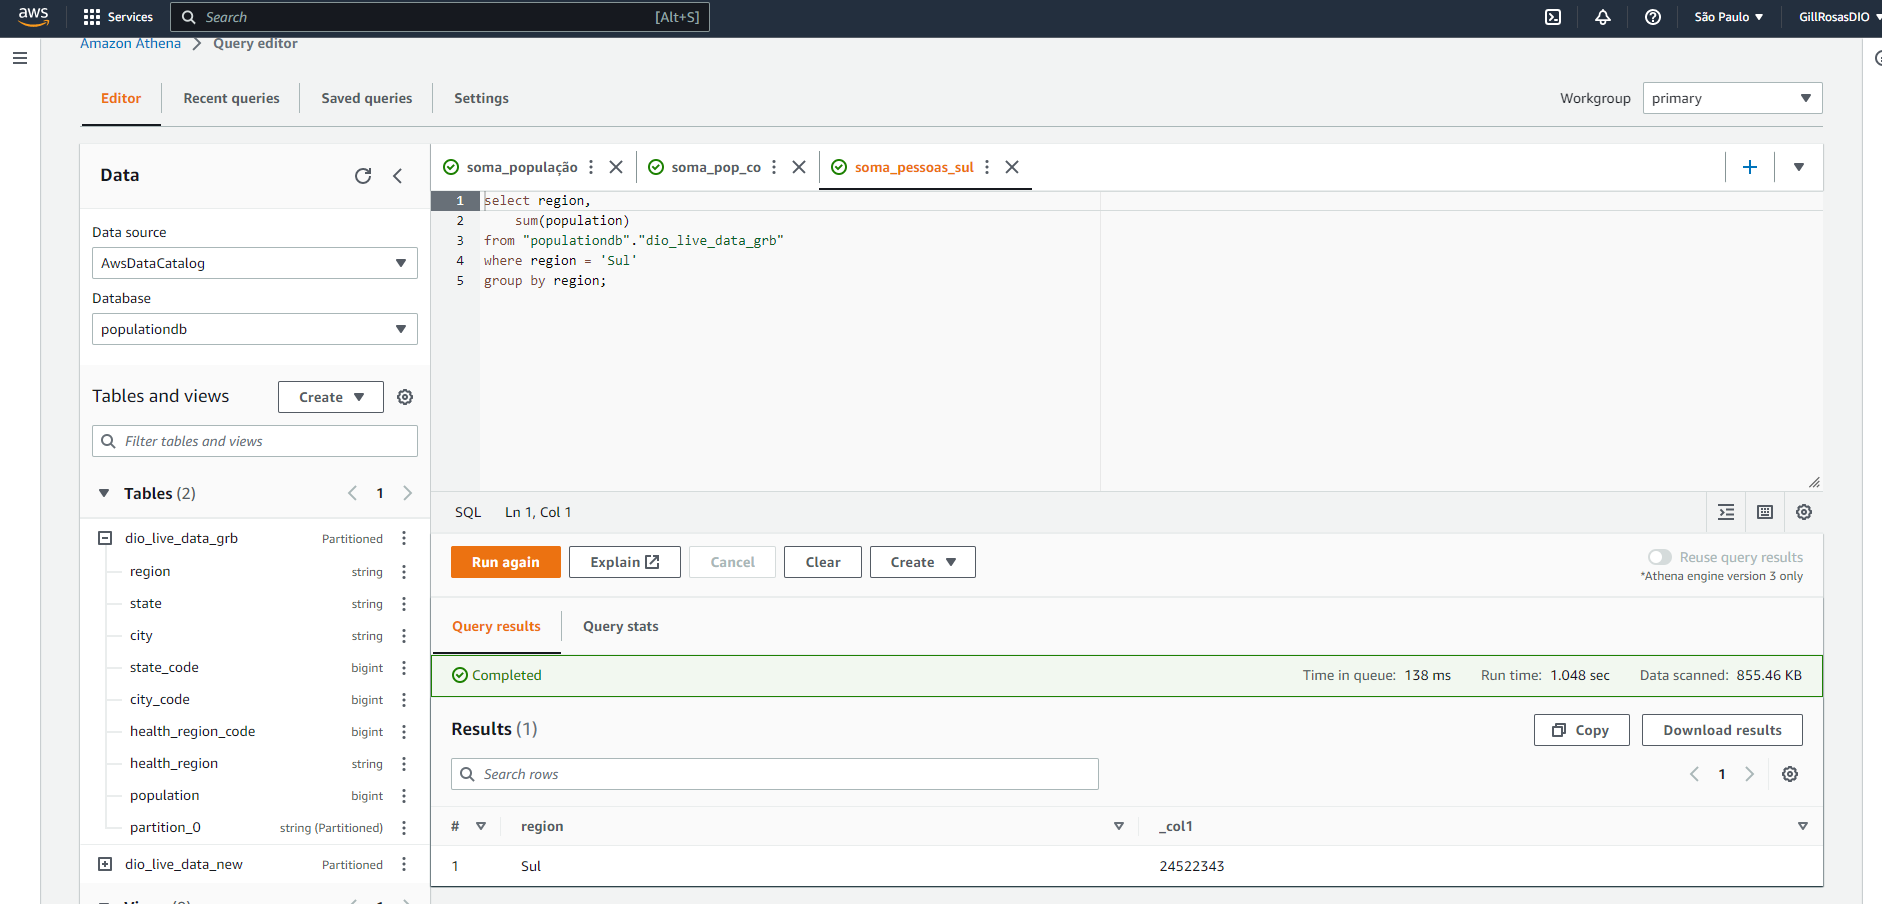 aws
Services
Search
[Alt+S]
São Paulo
GillRosasDIO
Amazon Athena
Query editor
Editor
Recent queries
Saved queries
Settings
Workgroup
primary
Data
Data source
AwsDataCatalog
Database
populationdb
Tables and views
Create
Filter tables and views
Tables (2)
1
dio_live_data_grb Partitioned
region string
state string
city string
state_code bigint
city_code bigint
health_region_code bigint
health_region string
population bigint
partition_0 string (Partitioned)
dio_live_data_new Partitioned
soma_população
soma_pop_co
soma_pessoas_sul
1 select region,
2 sum(population)
3 from "populationdb"."dio_live_data_grb"
4 where region = 'Sul'
5 group by region;
SQL Ln 1, Col 1
Run again
Explain
Cancel
Clear
Create
Reuse query results
*Athena engine version 3 only
Query results
Query stats
Completed
Time in queue: 138 ms
Run time: 1.048 sec
Data scanned: 855.46 KB
Results (1)
Copy
Download results
Search rows
1
# region _col1
1 Sul 24522343